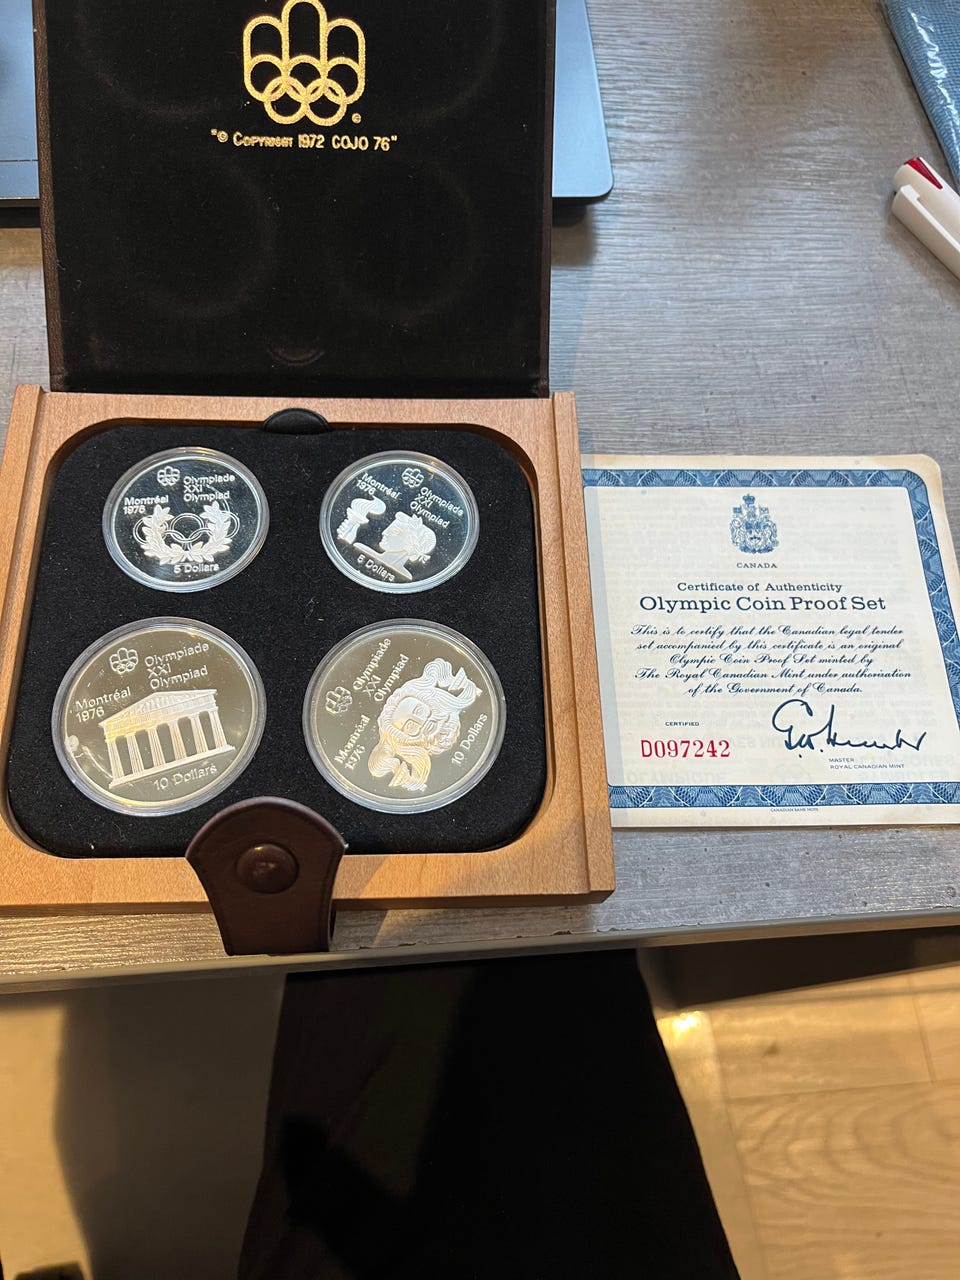 "© COPYRIGHT 1972 COJO 76"
Olympiade
XXI
Olympiad
Montréal
1976
5 Dollars
Olympiade
XXI
Olympiad
Montréal
1976
5 Dollars
Olympiade
XXI
Olympiad
Montréal
1976
10 Dollars
Olympiade
XXI
Olympiad
Montréal
1976
10 Dollars
CANADA
Certificate of Authenticity
Olympic Coin Proof Set
This is to certify that the Canadian legal tender
set accompanied by this certificate is an original
Olympic Coin Proof Set minted by
The Royal Canadian Mint under authorisation
of the Government of Canada.
CERTIFIED
D097242
MASTER
ROYAL CANADIAN MINT
CANADIAN BANK NOTE